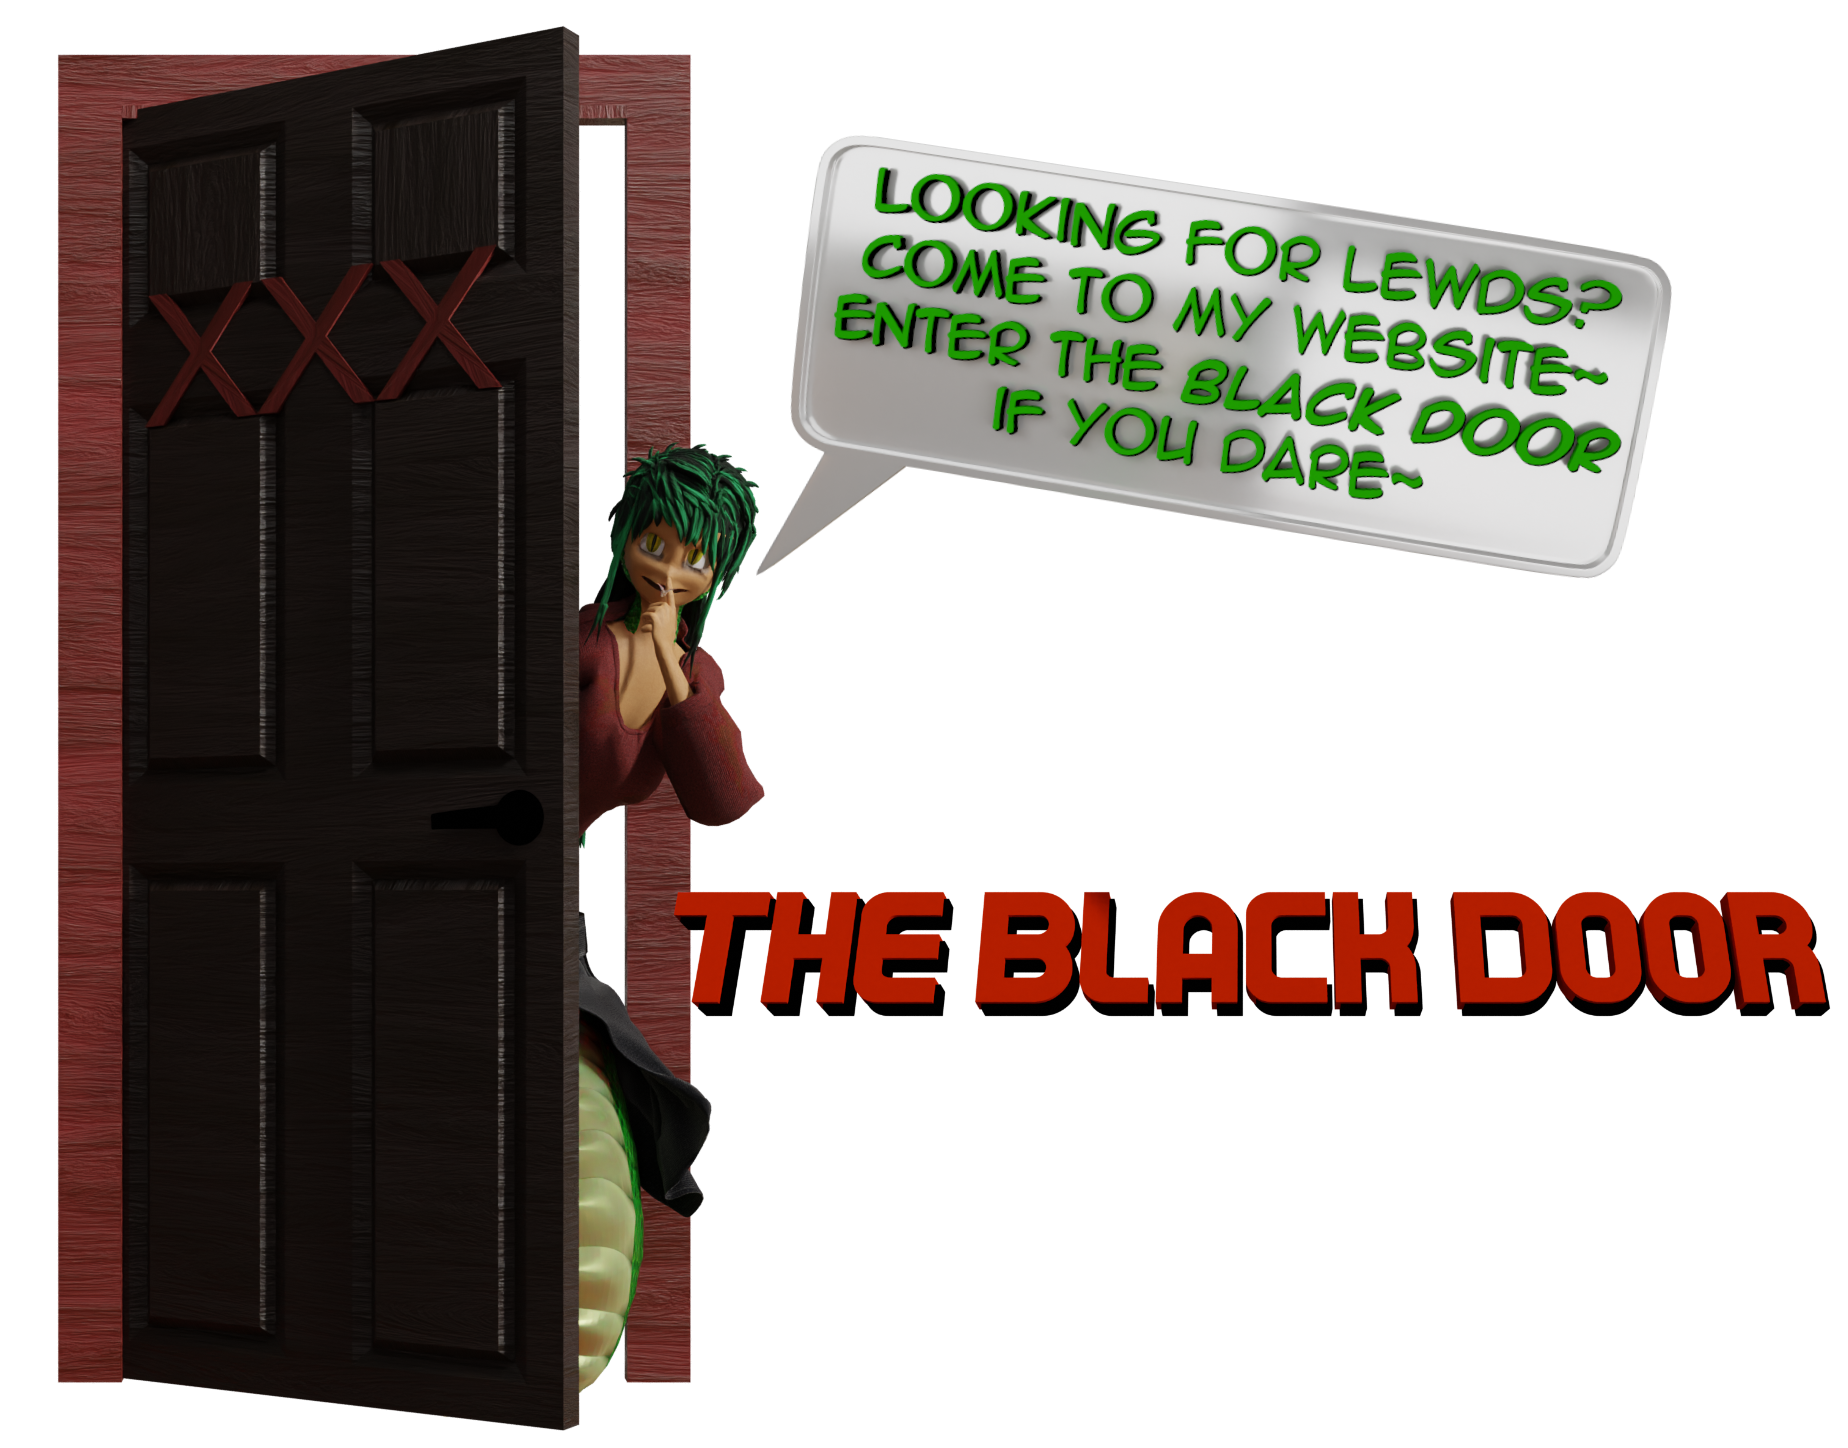 XXX
LOOKING FOR LEWDS?
COME TO MY WEBSITE~
ENTER THE BLACK DOOR
IF YOU DARE~
THE BLACK DOOR